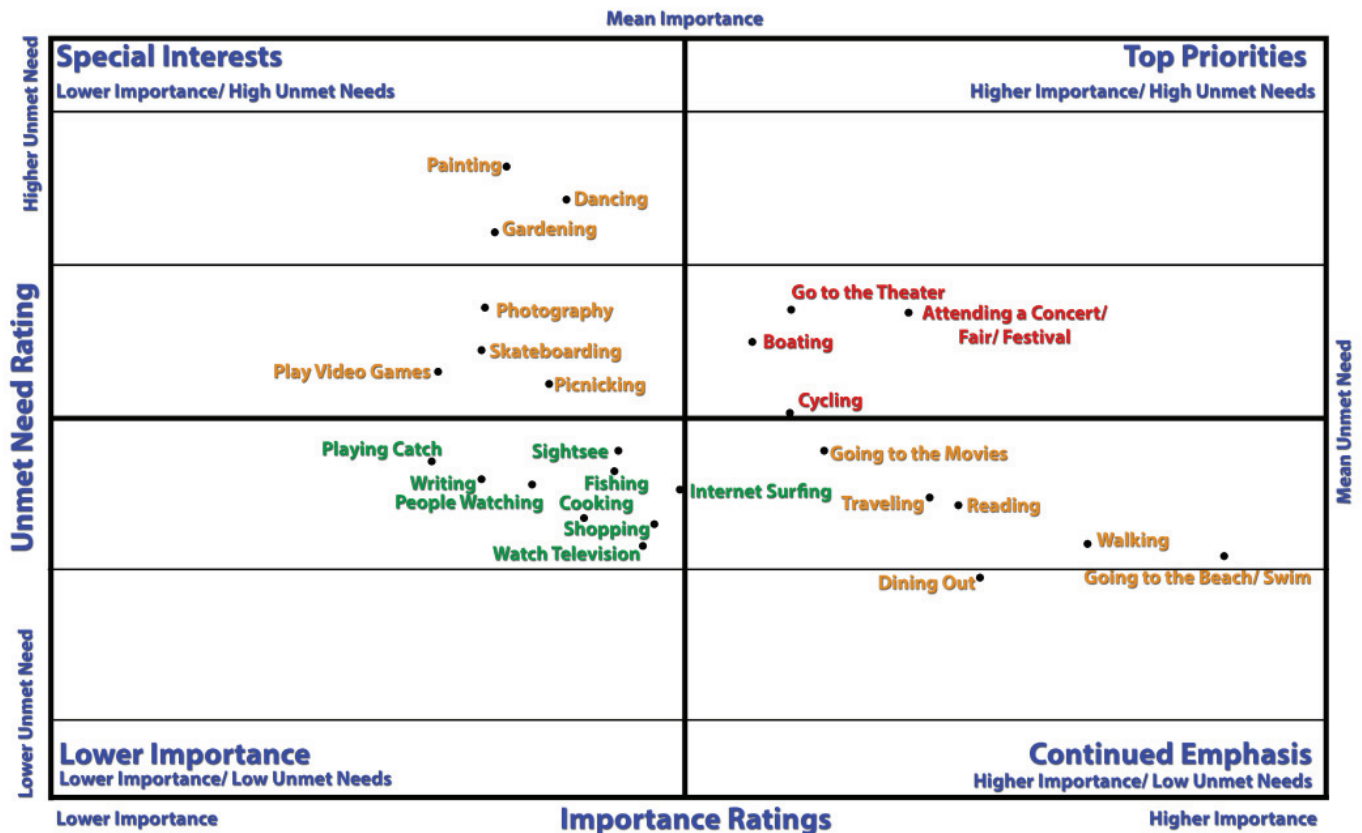 Mean Importance
Special Interests
Top Priorities
Lower Importance/ High Unmet Needs
Higher Importance/ High Unmet Needs
Higher Unmet Need
Painting
Dancing
Gardening
Go to the Theater
Photography
Attending a Concert/
Fair/ Festival
Boating
Skateboarding
Play Video Games
Picnicking
Cycling
Unmet Need Rating
Mean Unmet Need
Playing Catch
Sightsee
Going to the Movies
Writing
Fishing
Internet Surfing
People Watching
Cooking
Traveling
Reading
Shopping
Walking
Watch Television
Going to the Beach/ Swim
Dining Out
Lower Unmet Need
Lower Importance
Continued Emphasis
Lower Importance/ Low Unmet Needs
Higher Importance/ Low Unmet Needs
Lower Importance
Importance Ratings
Higher Importance